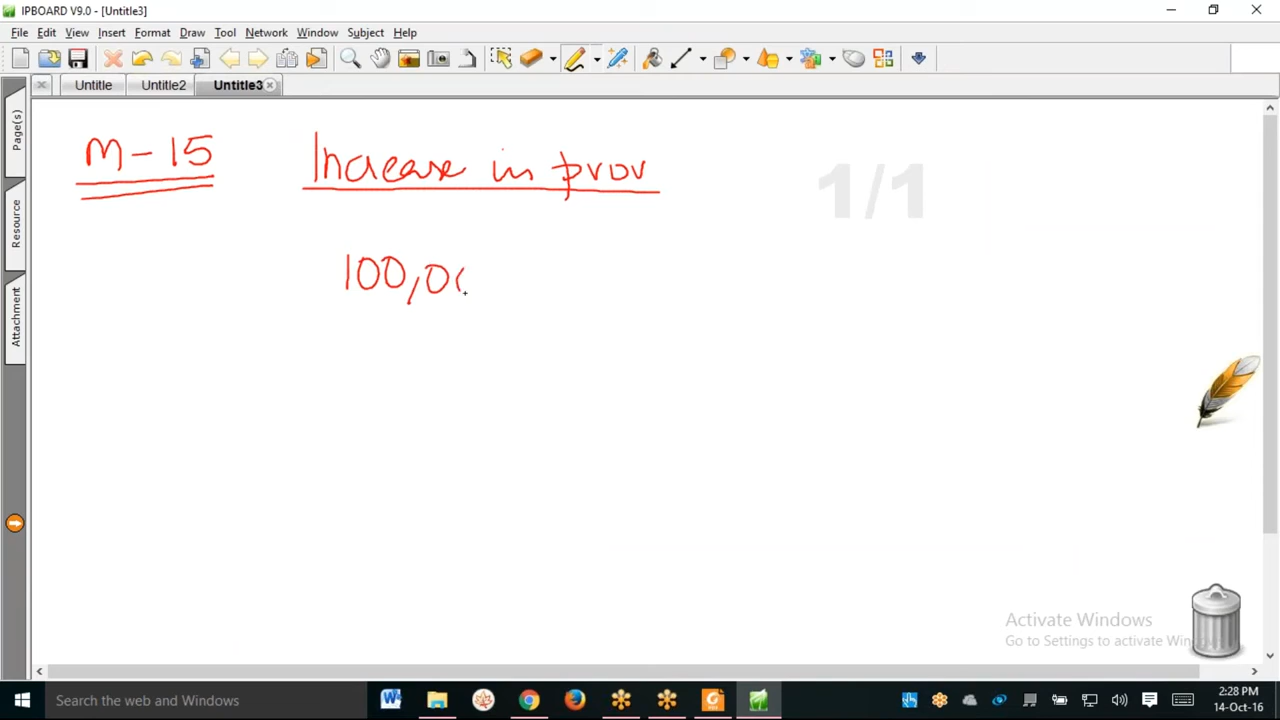 IPBOARD V9.0 - [Untitle3]
File Edit View Insert Format Draw Tool Network Window Subject Help
Untitle Untitle2 Untitle3
Page(s)
Resource
Attachment
M-15 Increase in prov
1/1
100,00
Activate Windows
Go to Settings to activate Win
Search the web and Windows
2:28 PM
14-Oct-16